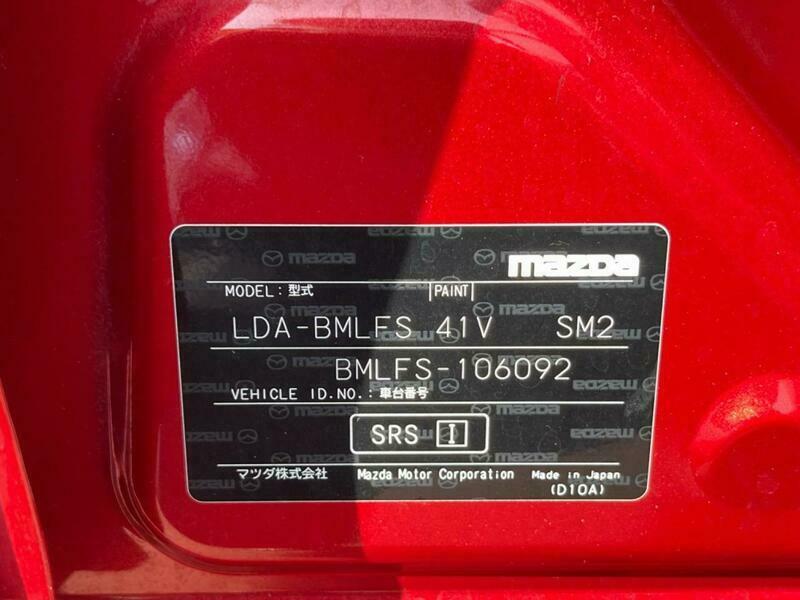 mazda
MODEL：型式 PAINT
LDA-BMLFS 41V SM2
BMLFS-106092
VEHICLE ID.NO.：車台番号
SRS I
マツダ株式会社 Mazda Motor Corporation Made in Japan
(D10A)